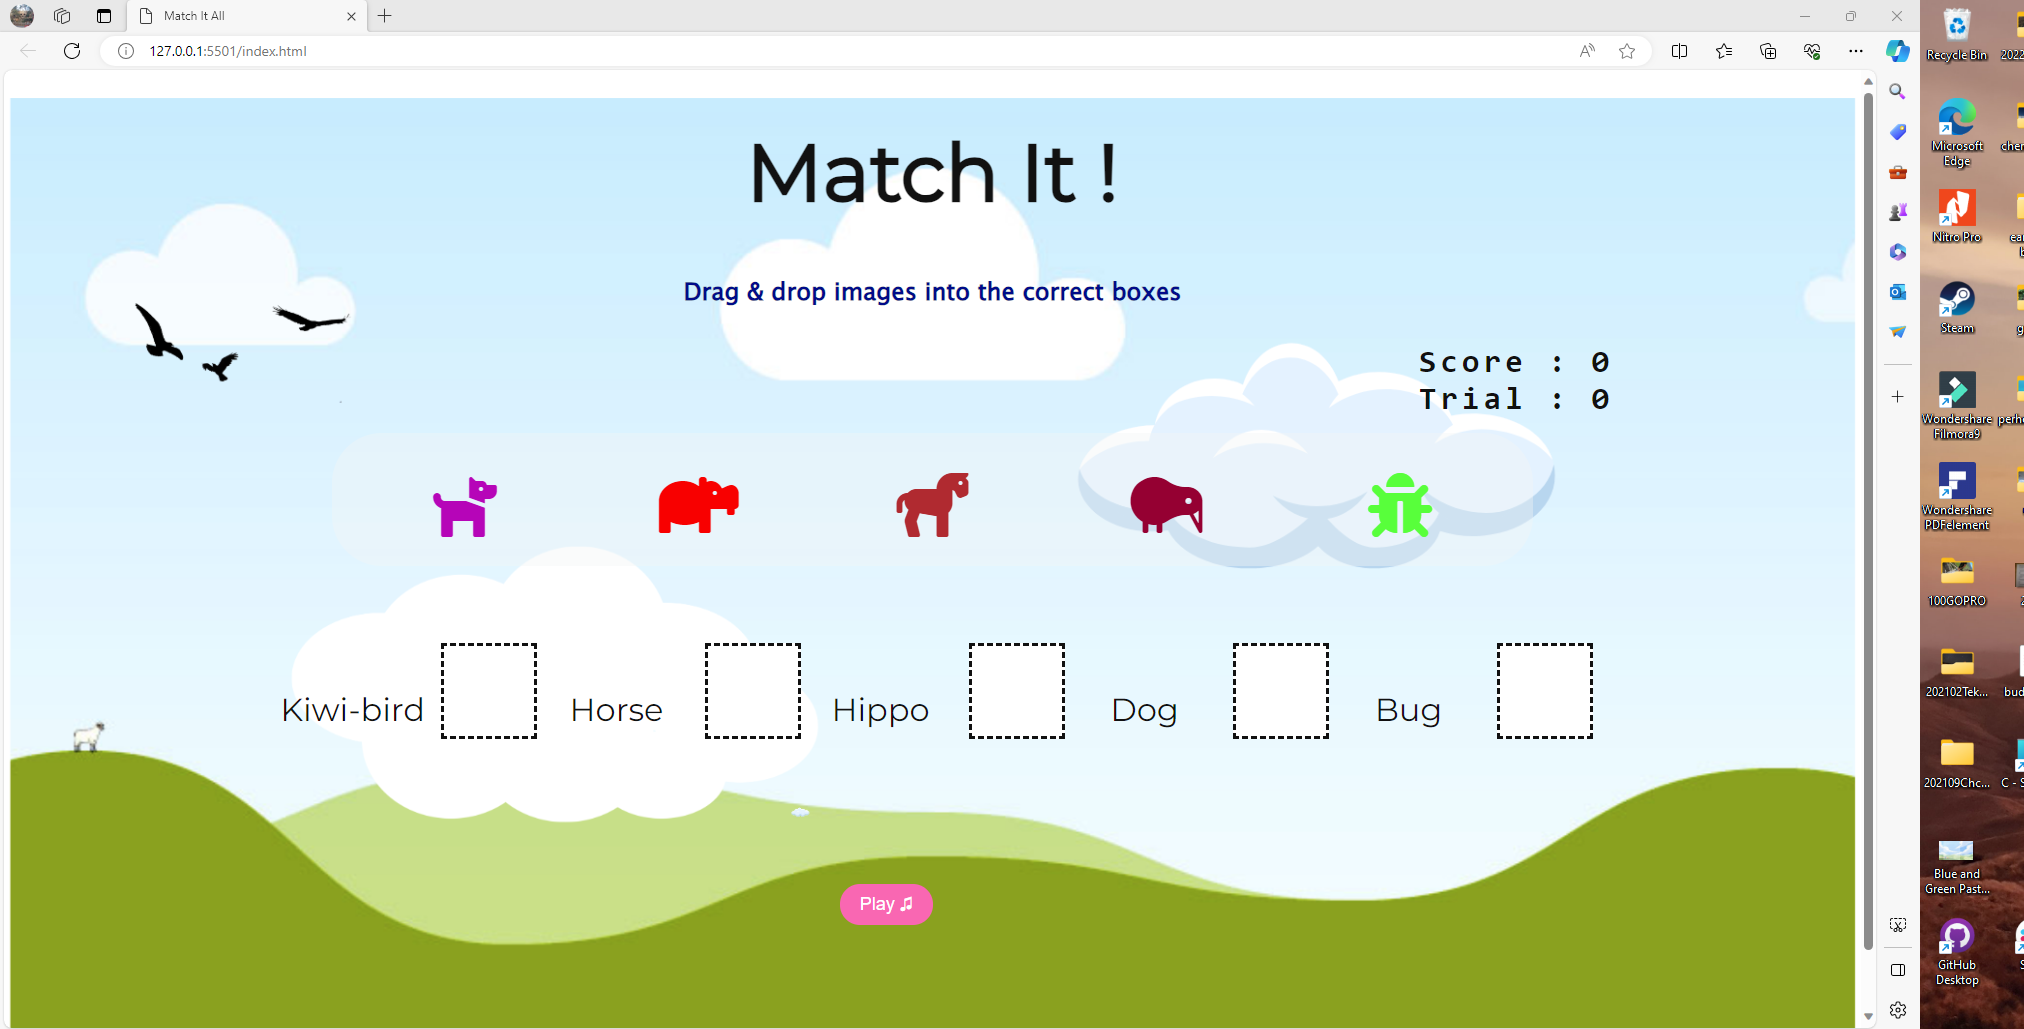 Match It All
127.0.0.1:5501/index.html
Match It !
Drag & drop images into the correct boxes
Score : 0
Trial : 0
Kiwi-bird
Horse
Hippo
Dog
Bug
Play ♫
Recycle Bin
2022
Microsoft
Edge
cher
Nitro Pro
ear
Steam
Wondershare
Filmora9
perh
Wondershare
PDFelement
100GOPRO
202102Tek...
bud
202109Chc...
C - S
Blue and
Green Past...
GitHub
Desktop